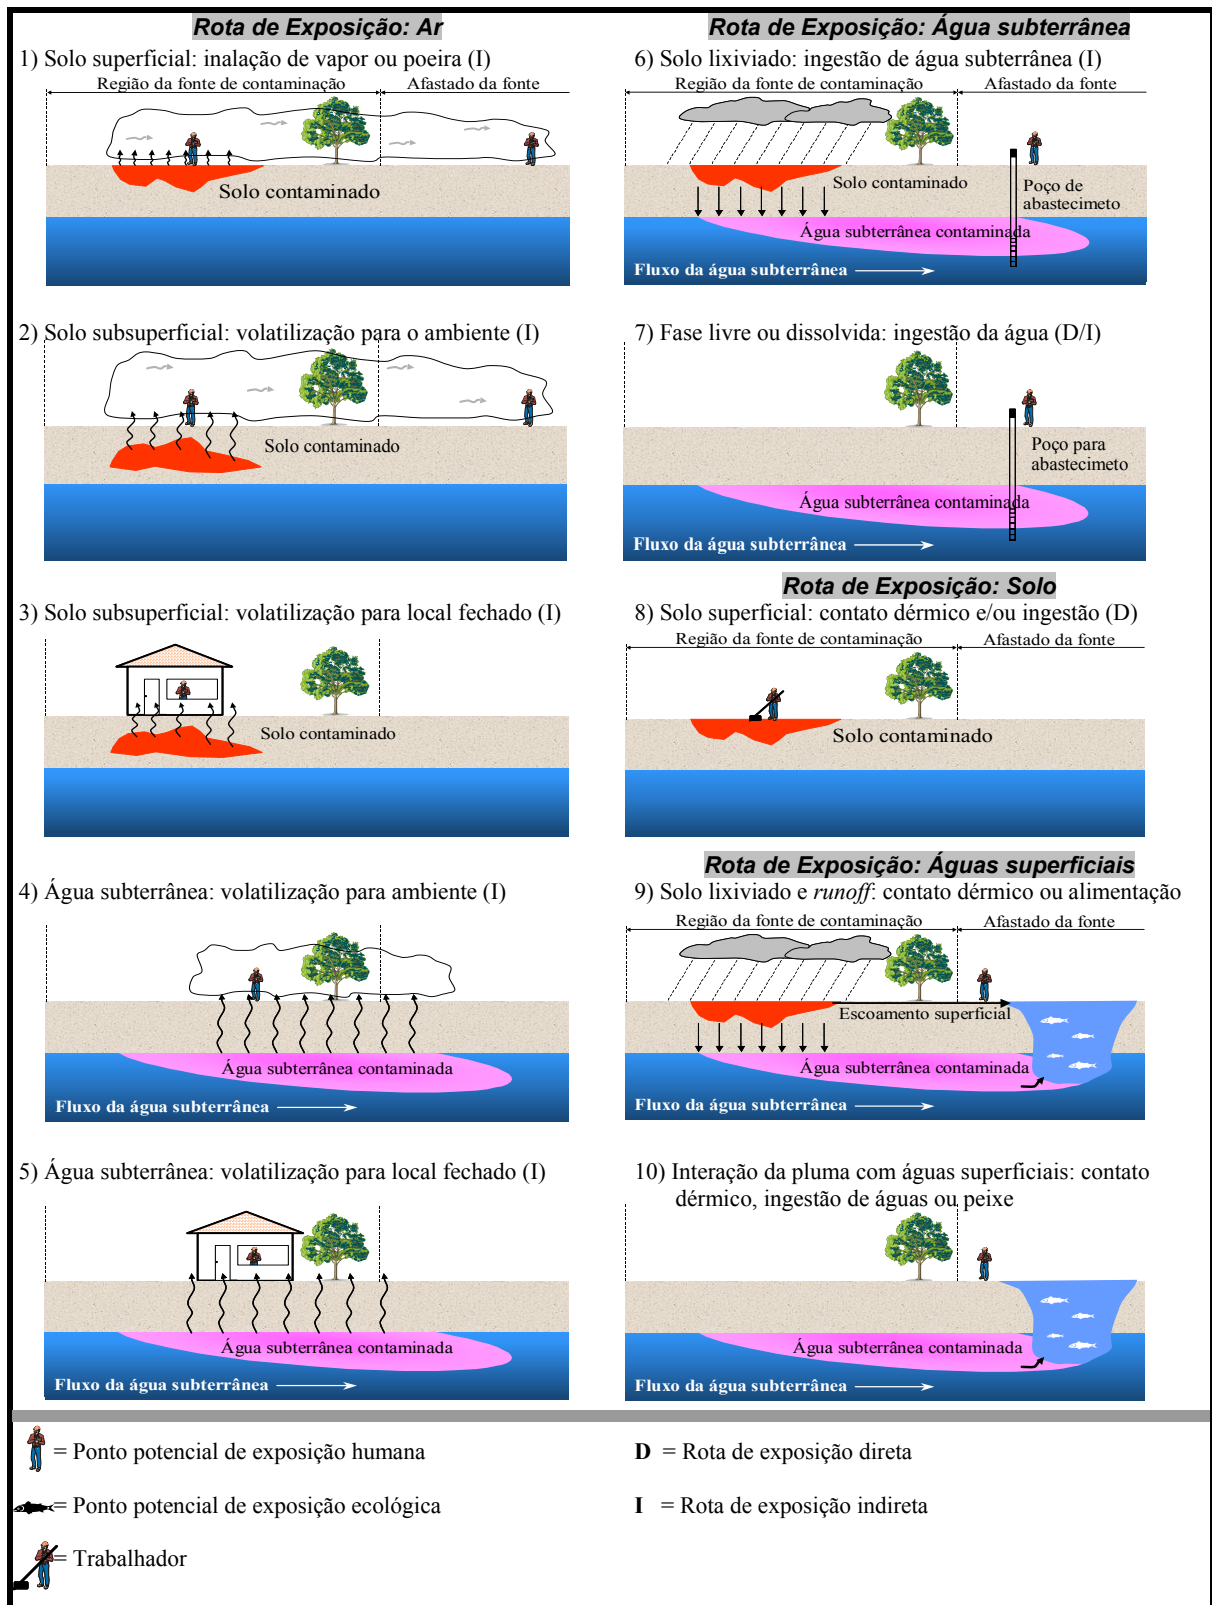 Rota de Exposição: Ar
1) Solo superficial: inalação de vapor ou poeira (I)
Região da fonte de contaminação
Afastado da fonte
Solo contaminado
2) Solo subsuperficial: volatilização para o ambiente (I)
Solo contaminado
3) Solo subsuperficial: volatilização para local fechado (I)
Solo contaminado
4) Água subterrânea: volatilização para ambiente (I)
Água subterrânea contaminada
Fluxo da água subterrânea
5) Água subterrânea: volatilização para local fechado (I)
Água subterrânea contaminada
Fluxo da água subterrânea
Rota de Exposição: Água subterrânea
6) Solo lixiviado: ingestão de água subterrânea (I)
Região da fonte de contaminação
Afastado da fonte
Solo contaminado
Poço de
abastecimeto
Água subterrânea contaminada
Fluxo da água subterrânea
7) Fase livre ou dissolvida: ingestão da água (D/I)
Poço para
abastecimeto
Água subterrânea contaminada
Fluxo da água subterrânea
Rota de Exposição: Solo
8) Solo superficial: contato dérmico e/ou ingestão (D)
Região da fonte de contaminação
Afastado da fonte
Solo contaminado
Rota de Exposição: Águas superficiais
9) Solo lixiviado e runoff: contato dérmico ou alimentação
Região da fonte de contaminação
Afastado da fonte
Escoamento superficial
Água subterrânea contaminada
Fluxo da água subterrânea
10) Interação da pluma com águas superficiais: contato
dérmico, ingestão de águas ou peixe
Água subterrânea contaminada
Fluxo da água subterrânea
= Ponto potencial de exposição humana
= Ponto potencial de exposição ecológica
= Trabalhador
D = Rota de exposição direta
I = Rota de exposição indireta